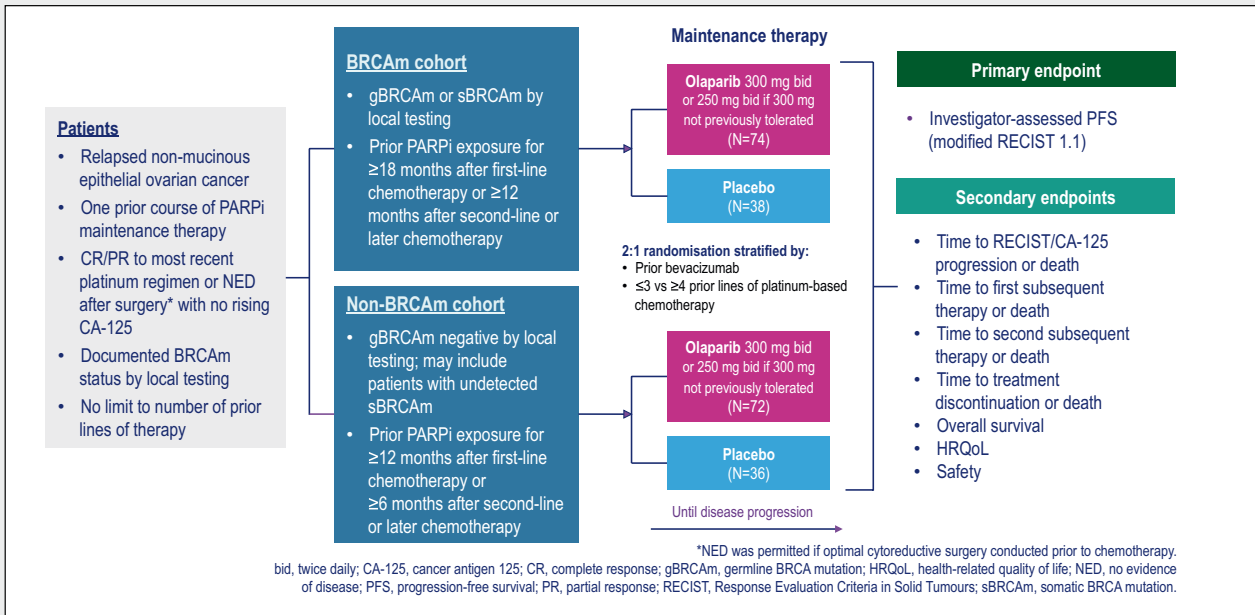 Patients
• Relapsed non-mucinous
epithelial ovarian cancer
• One prior course of PARPi
maintenance therapy
• CR/PR to most recent
platinum regimen or NED
after surgery* with no rising
CA-125
• Documented BRCAm
status by local testing
• No limit to number of prior
lines of therapy
BRCAm cohort
• gBRCAm or sBRCAm by
local testing
• Prior PARPi exposure for
≥18 months after first-line
chemotherapy or ≥12
months after second-line or
later chemotherapy
Non-BRCAm cohort
• gBRCAm negative by local
testing; may include
patients with undetected
sBRCAm
• Prior PARPi exposure for
≥12 months after first-line
chemotherapy or
≥6 months after second-line
or later chemotherapy
Maintenance therapy
Olaparib 300 mg bid
or 250 mg bid if 300 mg
not previously tolerated
(N=74)
Placebo
(N=38)
2:1 randomisation stratified by:
• Prior bevacizumab
• ≤3 vs ≥4 prior lines of platinum-based
chemotherapy
Olaparib 300 mg bid
or 250 mg bid if 300 mg
not previously tolerated
(N=72)
Placebo
(N=36)
Until disease progression
Primary endpoint
• Investigator-assessed PFS
(modified RECIST 1.1)
Secondary endpoints
• Time to RECIST/CA-125
progression or death
• Time to first subsequent
therapy or death
• Time to second subsequent
therapy or death
• Time to treatment
discontinuation or death
• Overall survival
• HRQoL
• Safety
*NED was permitted if optimal cytoreductive surgery conducted prior to chemotherapy.
bid, twice daily; CA-125, cancer antigen 125; CR, complete response; gBRCAm, germline BRCA mutation; HRQoL, health-related quality of life; NED, no evidence
of disease; PFS, progression-free survival; PR, partial response; RECIST, Response Evaluation Criteria in Solid Tumours; sBRCAm, somatic BRCA mutation.